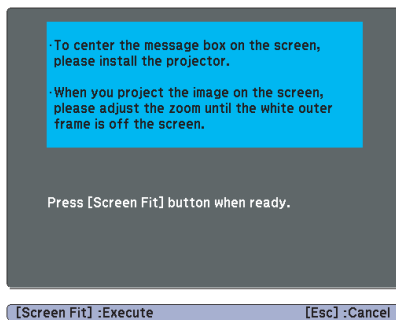 ·To center the message box on the screen,
please install the projector.
·When you project the image on the screen,
please adjust the zoom until the white outer
frame is off the screen.
Press [Screen Fit] button when ready.
[Screen Fit] :Execute [Esc] :Cancel